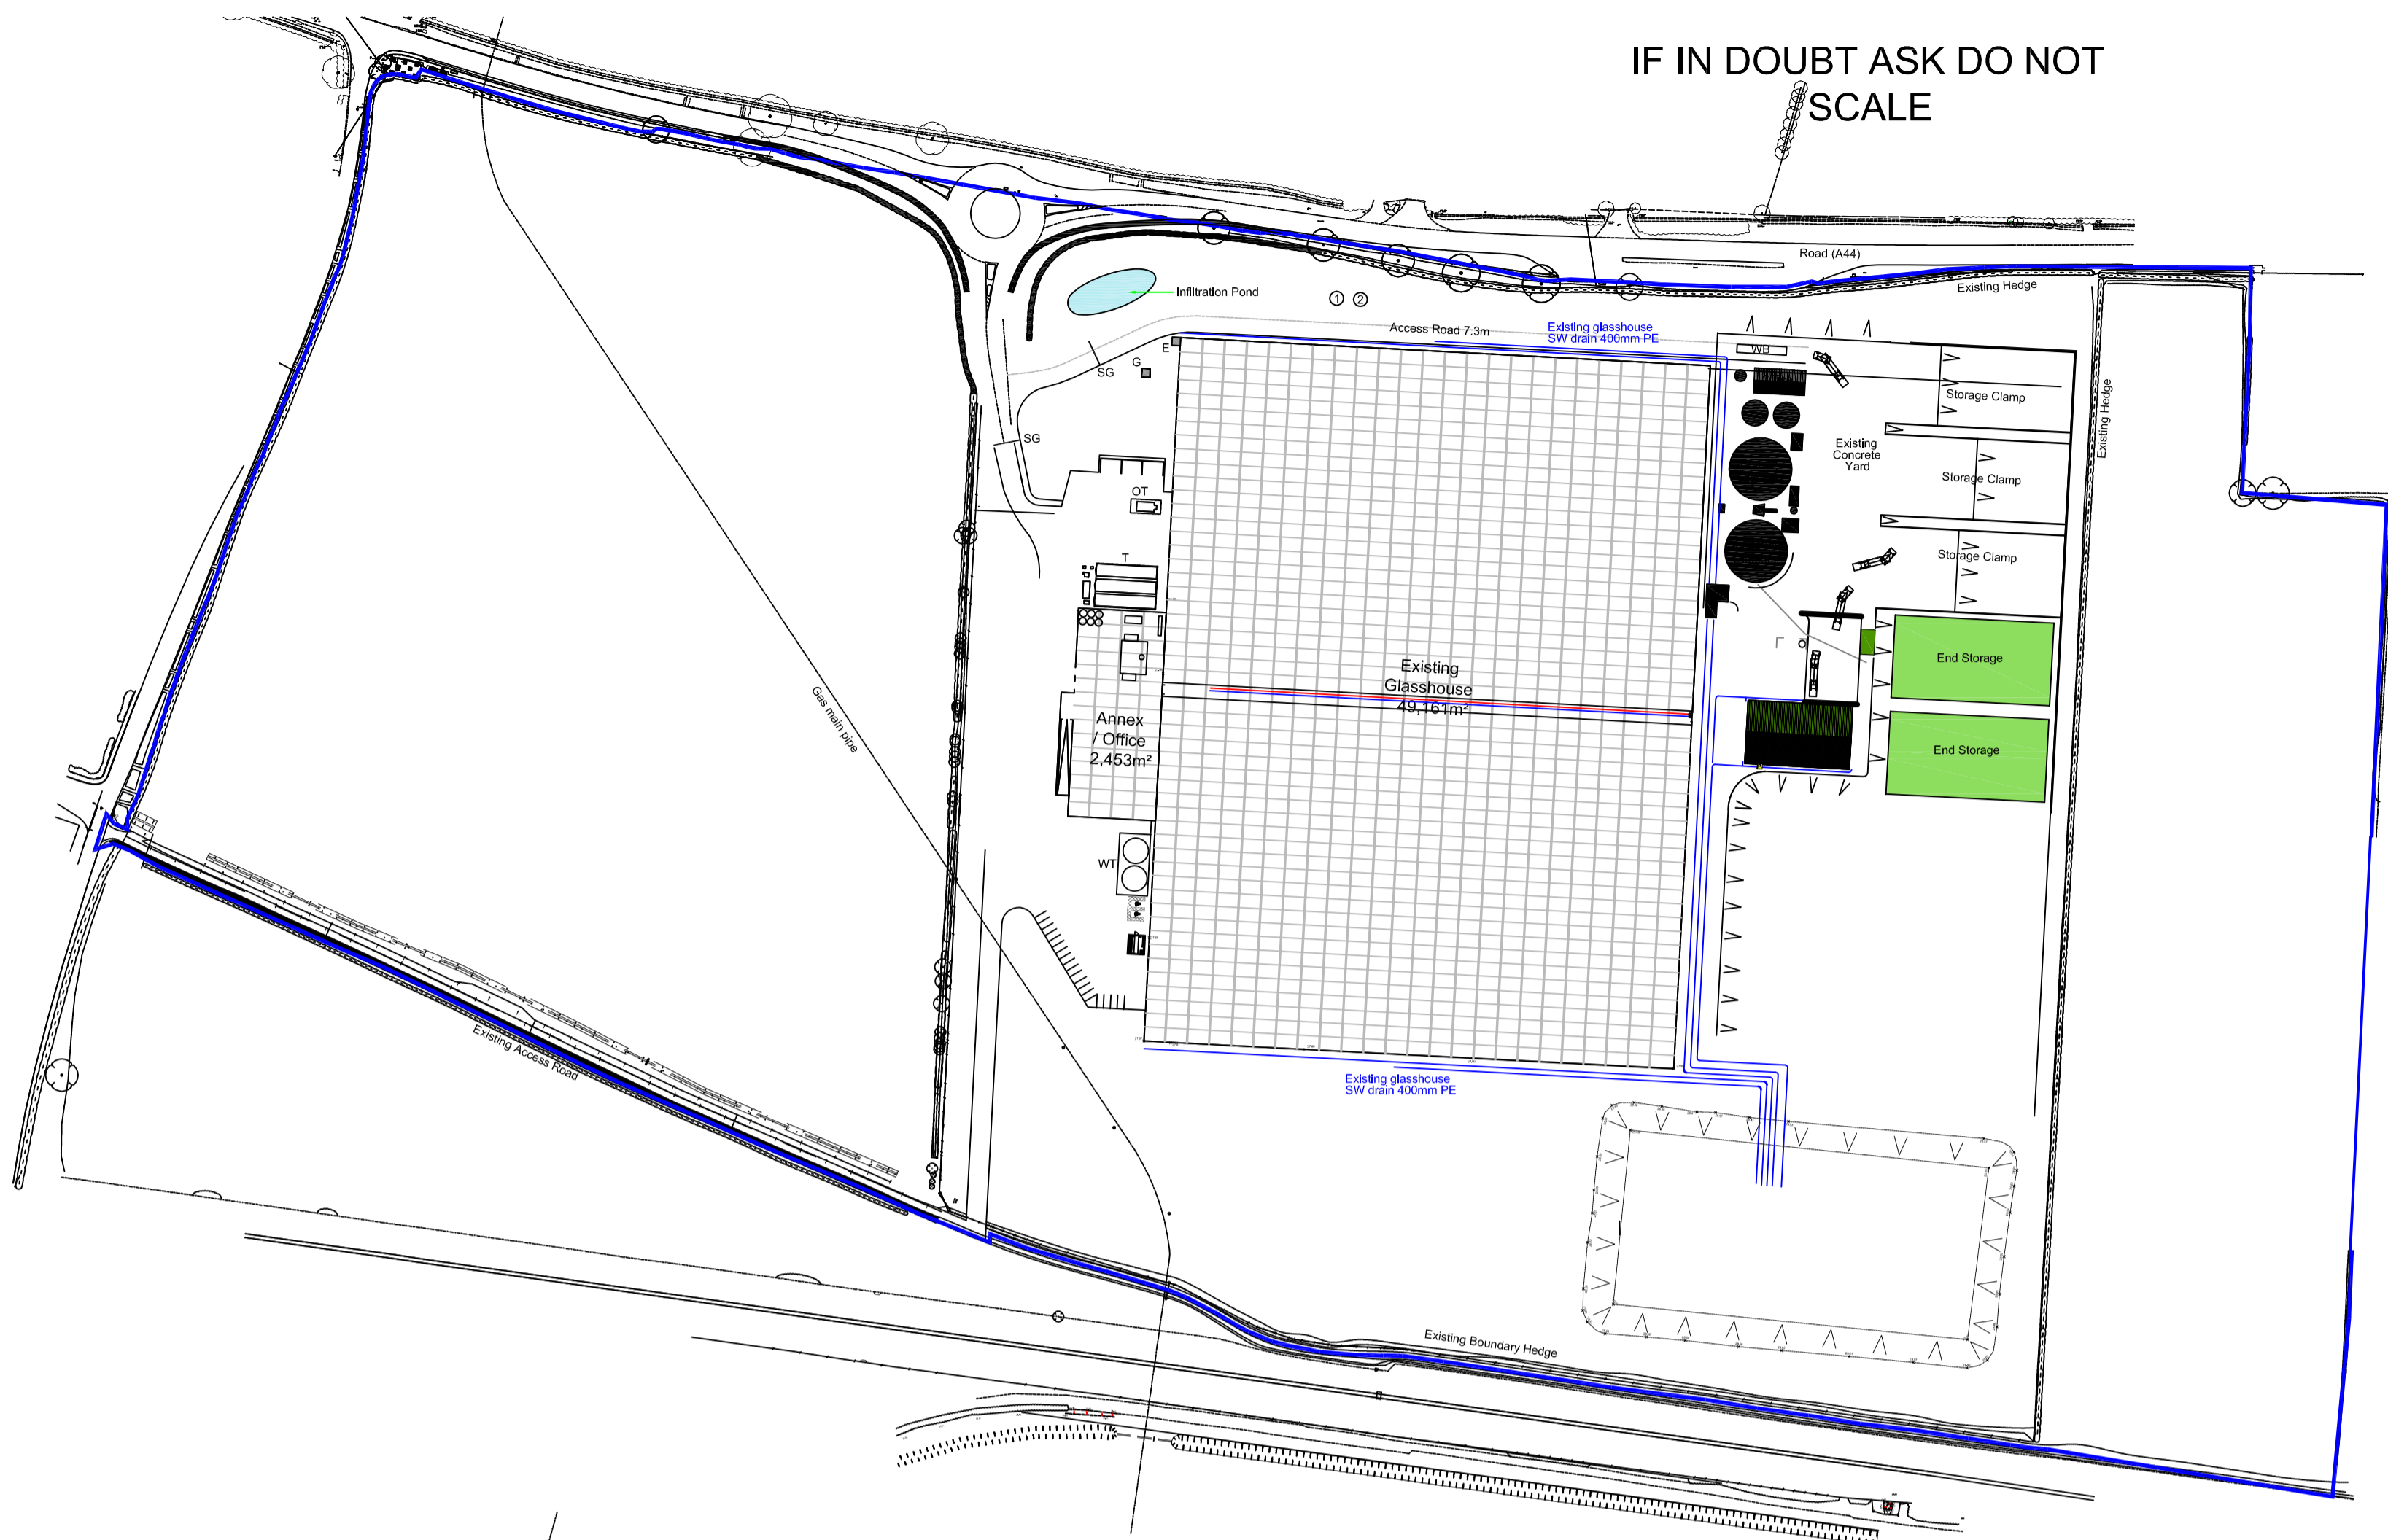 IF IN DOUBT ASK DO NOT
SCALE
Road (A44)
Existing Hedge
Infiltration Pond
1 2
Access Road 7.3m
Existing glasshouse
SW drain 400mm PE
E
G
SG
SG
WB
Storage Clamp
Existing
Concrete
Yard
Storage Clamp
Storage Clamp
Existing Hedge
OT
T
End Storage
End Storage
Existing
Glasshouse
49,161m²
Annex
/ Office
2,453m²
Gas main pipe
WT
Existing Access Road
Existing glasshouse
SW drain 400mm PE
Existing Boundary Hedge